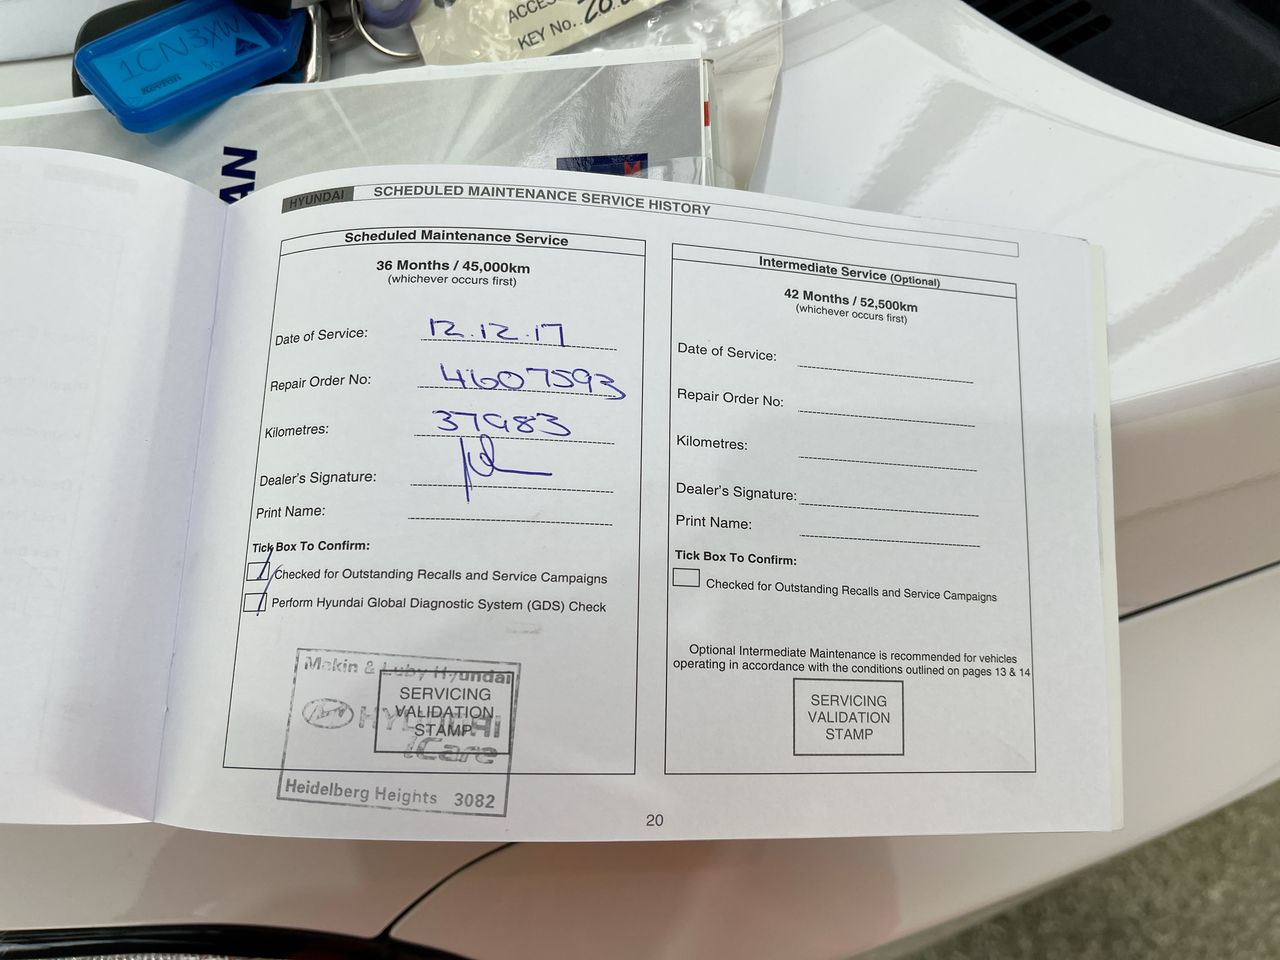 1CN3XW
ACCES
KEY No.
AN
HYUNDAI SCHEDULED MAINTENANCE SERVICE HISTORY
Scheduled Maintenance Service
36 Months / 45,000km
(whichever occurs first)
Date of Service: 12.12.17
Repair Order No: 4607593
Kilometres: 37983
Dealer's Signature:
Print Name:
Tick Box To Confirm:
Checked for Outstanding Recalls and Service Campaigns
Perform Hyundai Global Diagnostic System (GDS) Check
Makin & Luby Hyundai
SERVICING
VALIDATION
STAMP
HYUNDAI
iCare
Heidelberg Heights 3082
Intermediate Service (Optional)
42 Months / 52,500km
(whichever occurs first)
Date of Service:
Repair Order No:
Kilometres:
Dealer's Signature:
Print Name:
Tick Box To Confirm:
Checked for Outstanding Recalls and Service Campaigns
Optional Intermediate Maintenance is recommended for vehicles
operating in accordance with the conditions outlined on pages 13 & 14
SERVICING
VALIDATION
STAMP
20